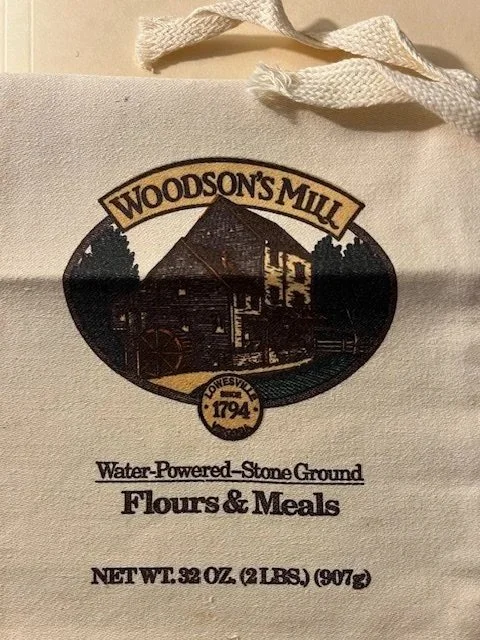 WOODSON'S MILL
LOWESVILLE
SINCE
1794
VIRGINIA
Water-Powered–Stone Ground
Flours & Meals
NET WT. 32 OZ. (2 LBS.) (907g)